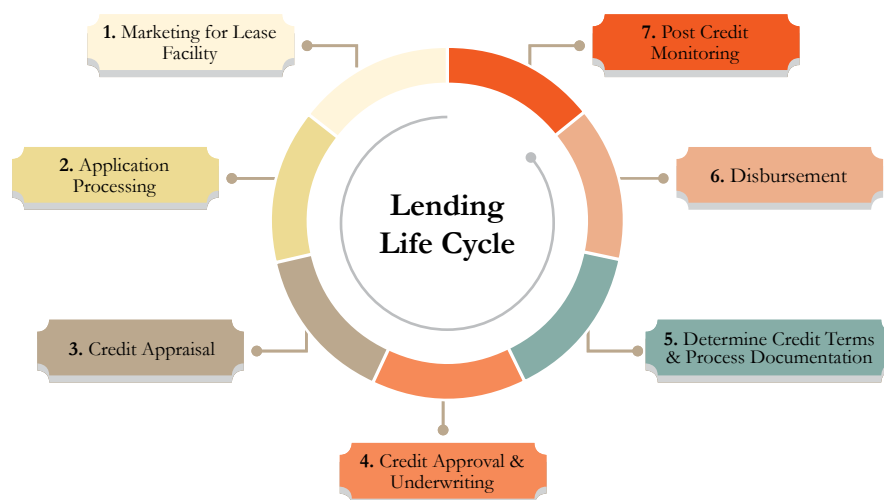 Lending
Life Cycle
1. Marketing for Lease
Facility
2. Application
Processing
3. Credit Appraisal
4. Credit Approval &
Underwriting
5. Determine Credit Terms
& Process Documentation
6. Disbursement
7. Post Credit
Monitoring